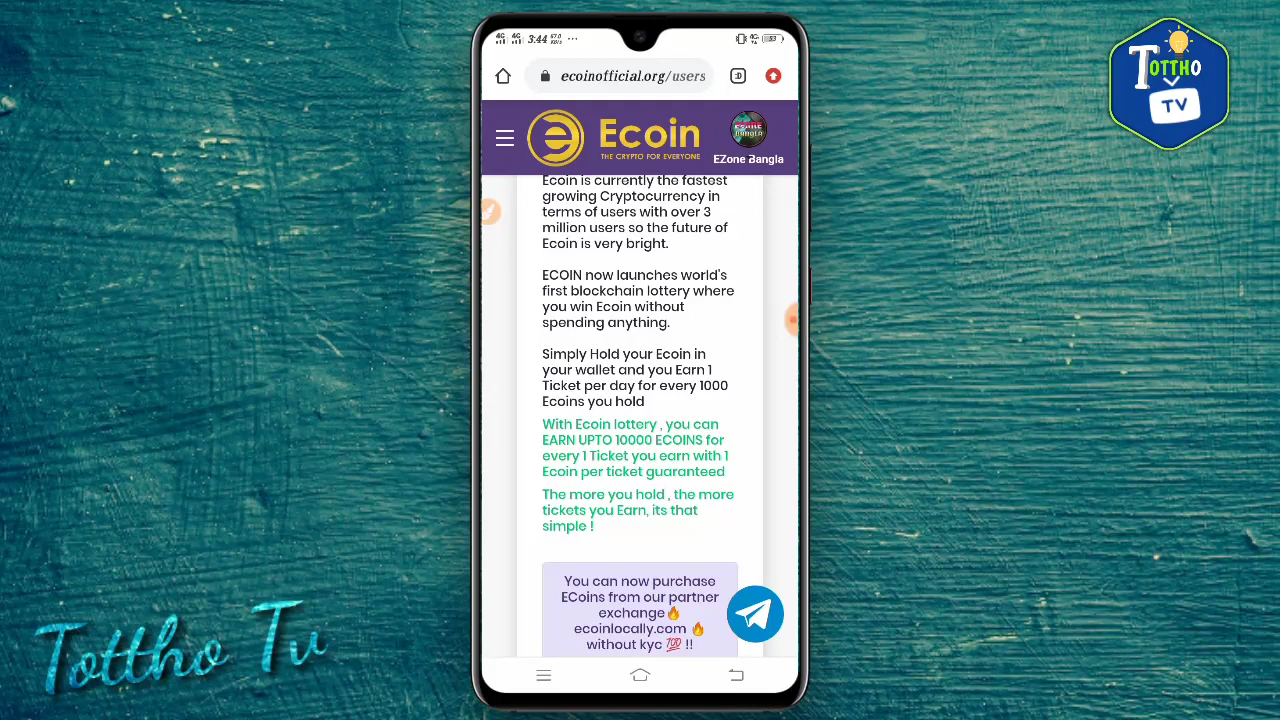 TOTTHO
TV
3:44
ecoinofficial.org/users
Ecoin
THE CRYPTO FOR EVERYONE
EZone Bangla
Ecoin is currently the fastest
growing Cryptocurrency in
terms of users with over 3
million users so the future of
Ecoin is very bright.
ECOIN now launches world's
first blockchain lottery where
you win Ecoin without
spending anything.
Simply Hold your Ecoin in
your wallet and you Earn 1
Ticket per day for every 1000
Ecoins you hold
With Ecoin lottery , you can
EARN UPTO 10000 ECOINS for
every 1 Ticket you earn with 1
Ecoin per ticket guaranteed
The more you hold , the more
tickets you Earn, its that
simple !
You can now purchase
ECoins from our partner
exchange🔥
ecoinlocally.com 🔥
without kyc 💯 !!
Tottho Tv